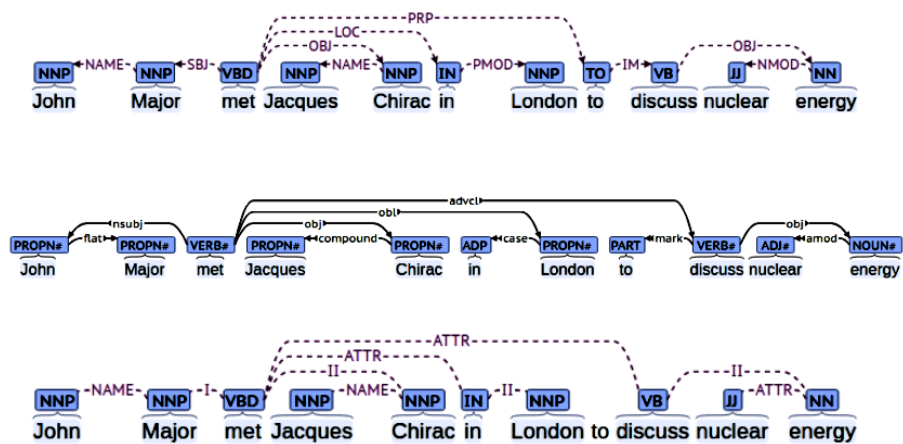 PRP
LOC
OBJ OBJ
NAME SBJ NAME PMOD IM NMOD
NNP NNP VBD NNP NNP IN NNP TO VB JJ NN
John Major met Jacques Chirac in London to discuss nuclear energy
advcl
obl
nsubj obj obj
flat compound case mark amod
PROPN# PROPN# VERB# PROPN# PROPN# ADP PROPN# PART VERB# ADJ# NOUN#
John Major met Jacques Chirac in London to discuss nuclear energy
ATTR
ATTR
II II
NAME I NAME II ATTR
NNP NNP VBD NNP NNP IN NNP VB JJ NN
John Major met Jacques Chirac in London to discuss nuclear energy